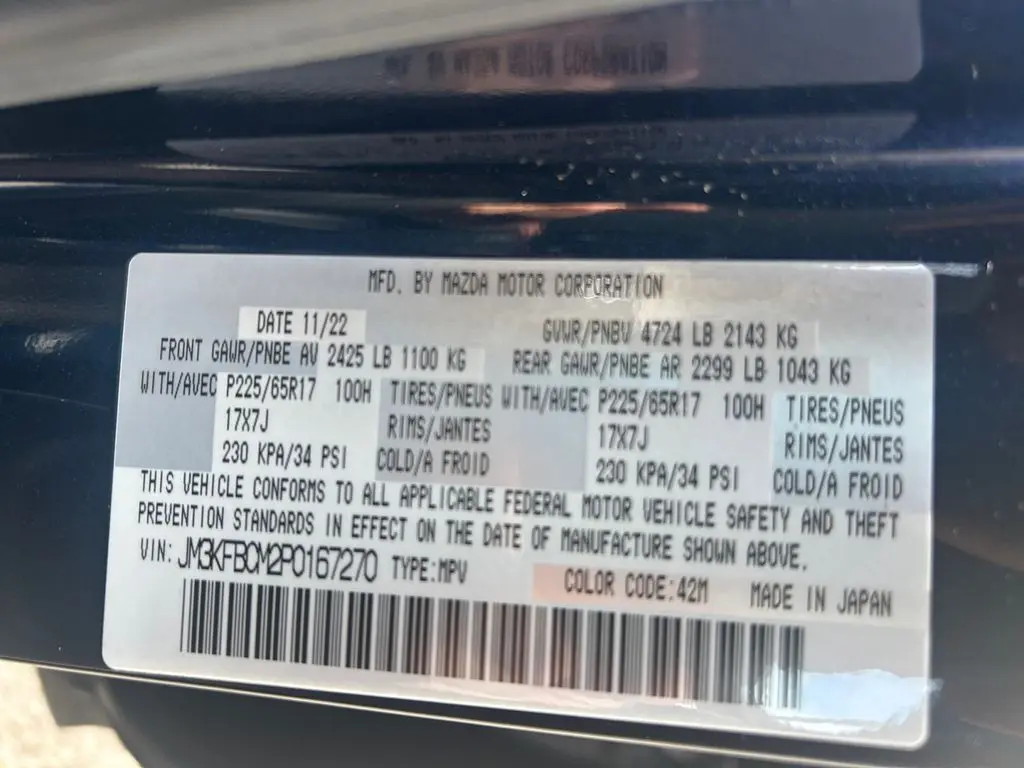 MFD. BY MAZDA MOTOR CORPORATION
DATE 11/22 GVWR/PNBV 4724 LB 2143 KG
FRONT GAWR/PNBE AV 2425 LB 1100 KG REAR GAWR/PNBE AR 2299 LB 1043 KG
WITH/AVEC P225/65R17 100H TIRES/PNEUS WITH/AVEC P225/65R17 100H TIRES/PNEUS
17X7J RIMS/JANTES 17X7J RIMS/JANTES
230 KPA/34 PSI COLD/A FROID 230 KPA/34 PSI COLD/A FROID
THIS VEHICLE CONFORMS TO ALL APPLICABLE FEDERAL MOTOR VEHICLE SAFETY AND THEFT
PREVENTION STANDARDS IN EFFECT ON THE DATE OF MANUFACTURE SHOWN ABOVE.
VIN: JM3KFBCM2P0167270 TYPE:MPV COLOR CODE:42M MADE IN JAPAN